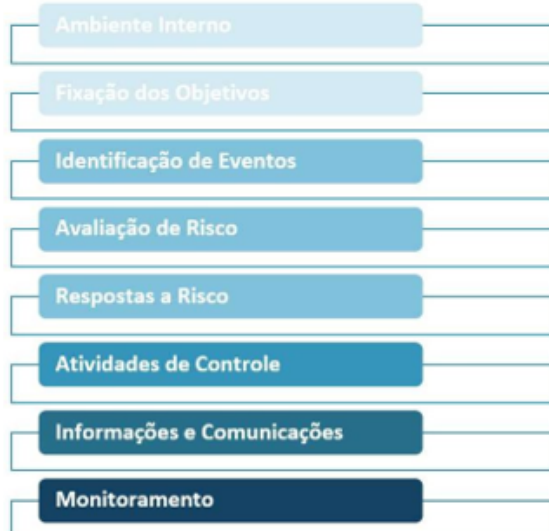 Ambiente Interno
Fixação dos Objetivos
Identificação de Eventos
Avaliação de Risco
Respostas a Risco
Atividades de Controle
Informações e Comunicações
Monitoramento